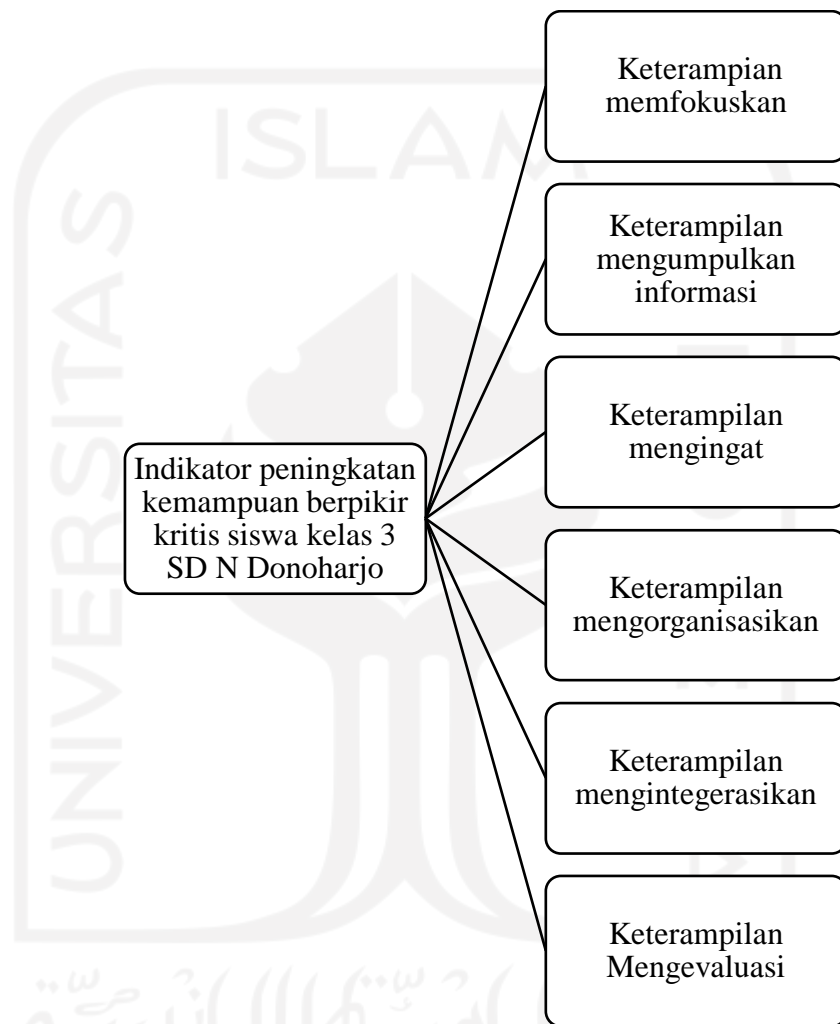 Keterampian
memfokuskan
Keterampilan
mengumpulkan
informasi
Keterampilan
mengingat
Indikator peningkatan
kemampuan berpikir
kritis siswa kelas 3
SD N Donoharjo
Keterampilan
mengorganisasikan
Keterampilan
mengintegerasikan
Keterampilan
Mengevaluasi
UNIVERSITAS
ISLAM